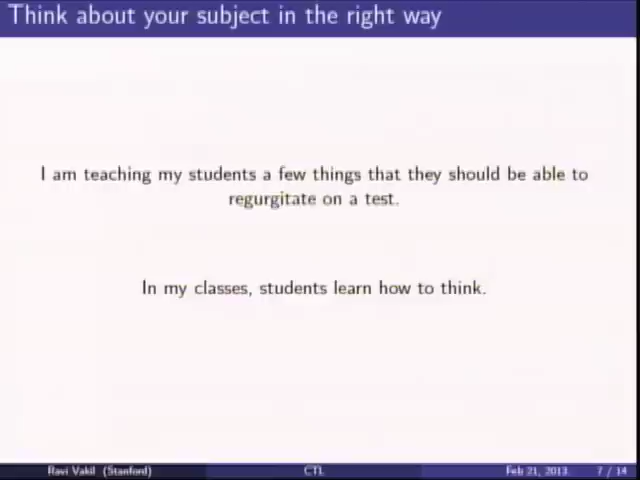 Think about your subject in the right way
I am teaching my students a few things that they should be able to
regurgitate on a test.
In my classes, students learn how to think.
Ravi Vakil (Stanford) CTL Feb 21, 2013 7 / 14